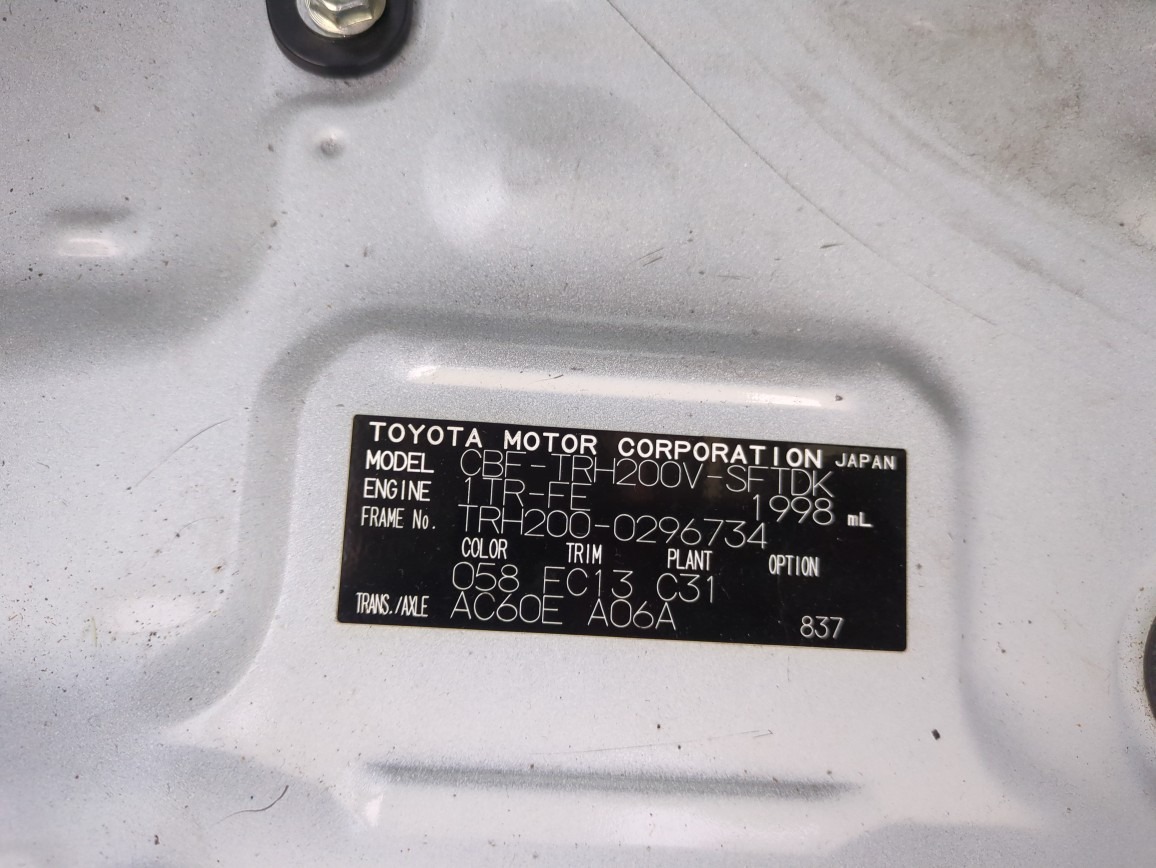 TOYOTA MOTOR CORPORATION JAPAN
MODEL CBF-TRH200V-SFTDK
ENGINE 1TR-FE 1998 mL
FRAME No. TRH200-0296734
COLOR TRIM PLANT OPTION
058 FC13 C31
TRANS./AXLE AC60E A06A 837